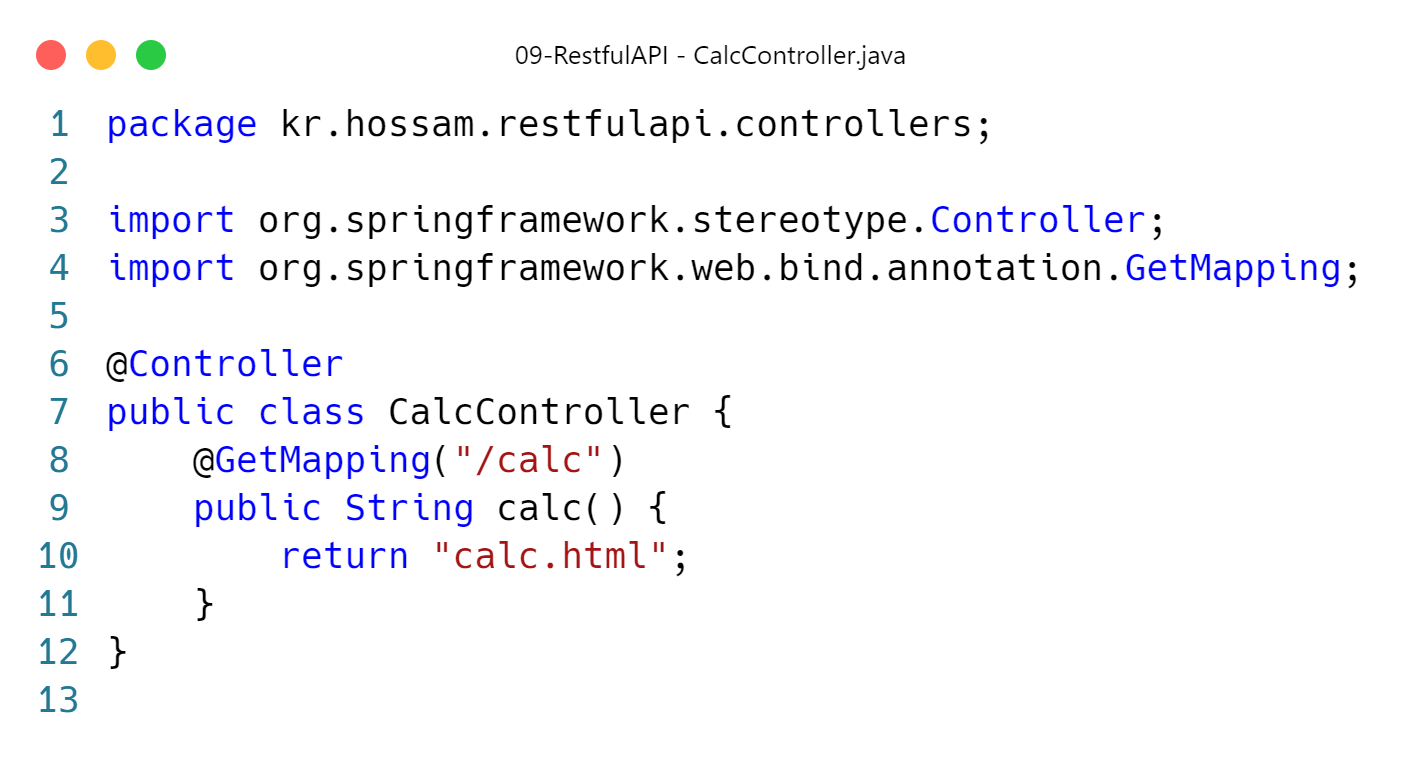 09-RestfulAPI - CalcController.java
1 package kr.hossam.restfulapi.controllers;
2
3 import org.springframework.stereotype.Controller;
4 import org.springframework.web.bind.annotation.GetMapping;
5
6 @Controller
7 public class CalcController {
8     @GetMapping("/calc")
9     public String calc() {
10         return "calc.html";
11     }
12 }
13